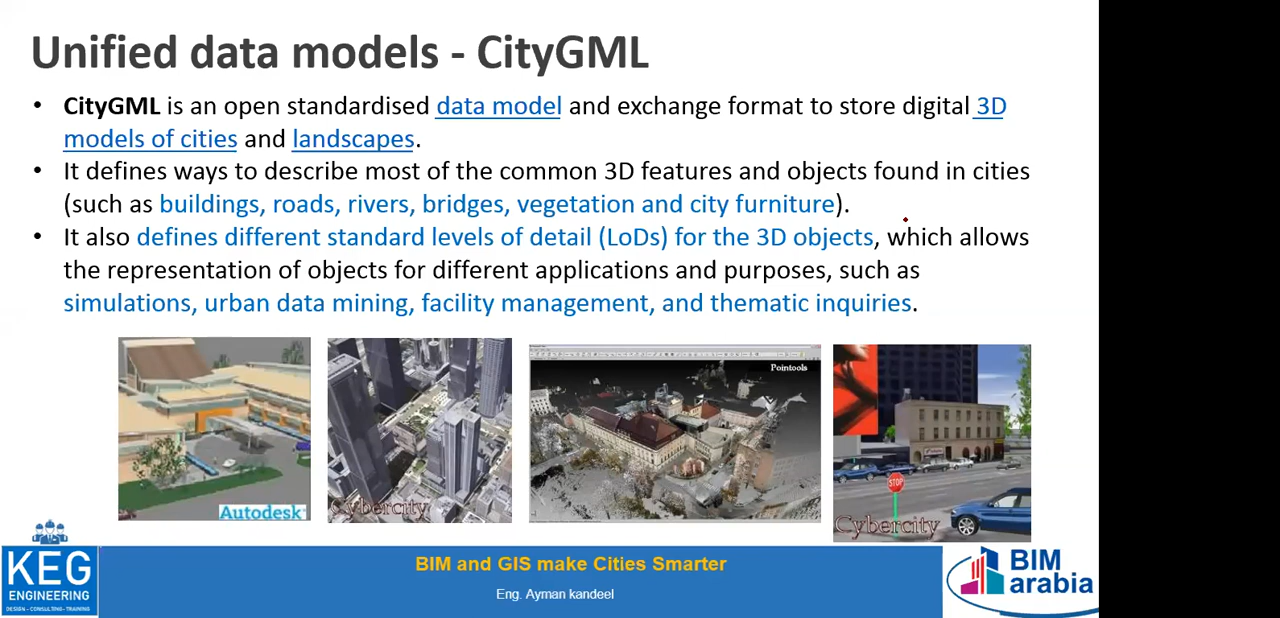 Unified data models - CityGML
• CityGML is an open standardised data model and exchange format to store digital 3D
models of cities and landscapes.
• It defines ways to describe most of the common 3D features and objects found in cities
(such as buildings, roads, rivers, bridges, vegetation and city furniture).
• It also defines different standard levels of detail (LoDs) for the 3D objects, which allows
the representation of objects for different applications and purposes, such as
simulations, urban data mining, facility management, and thematic inquiries.
Autodesk
Cybercity
Pointools
STOP
Cybercity
KEG
ENGINEERING
DESIGN - CONSULTING - TRAINING
BIM and GIS make Cities Smarter
Eng. Ayman kandeel
BIM
arabia